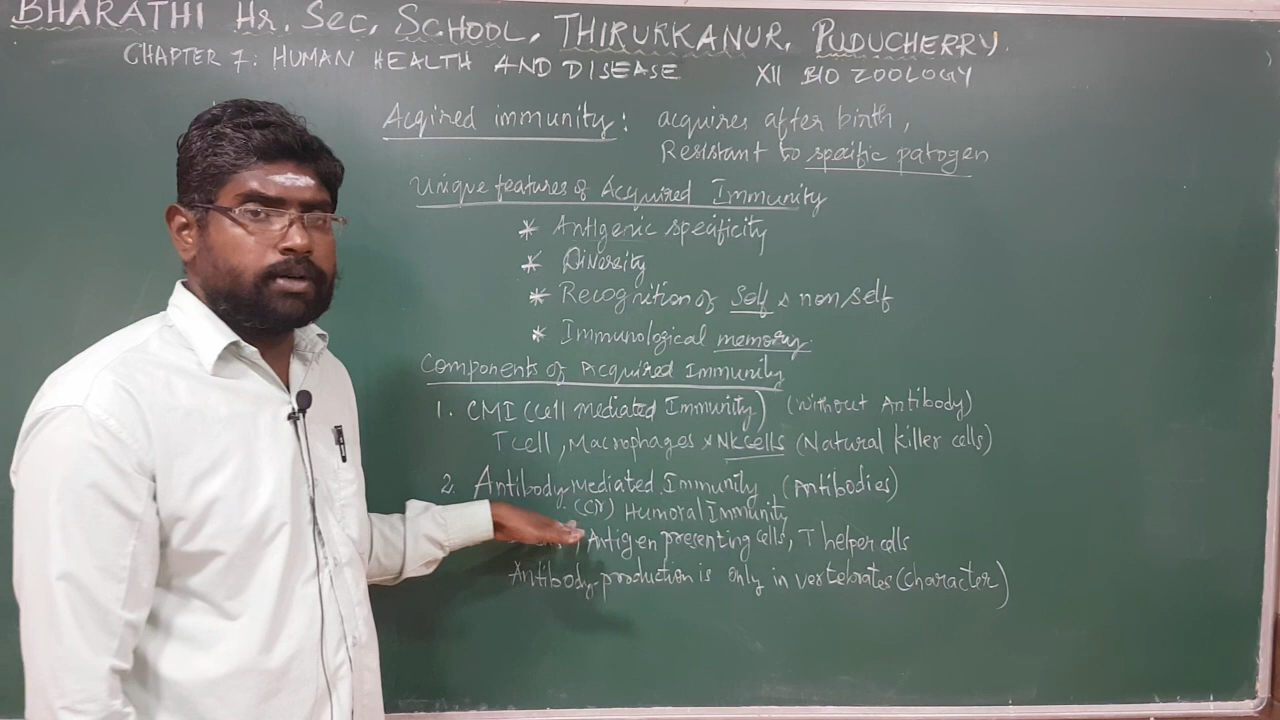 BHARATHI Hr. Sec, SCHOOL, THIRUKKANUR, PUDUCHERRY.
CHAPTER 7: HUMAN HEALTH AND DISEASE XII BIO ZOOLOGY
Acqired immunity: acquires after birth,
Resistant to specific patogen
Unique features of Acquired Immunity
* Antigenic specificity
* Diversity
* Recognition of Self & non self
* Immunological memory.
Components of Acquired Immunity
1. CMI (Cell mediated Immunity) (without Antibody)
T cell, Macrophages & NK cells (Natural killer cells)
2. Antibody mediated Immunity (Antibodies)
(or) Humoral Immunity
, Antigen presenting cells, T helper cells
Antibody production is only in vertebrates (character)